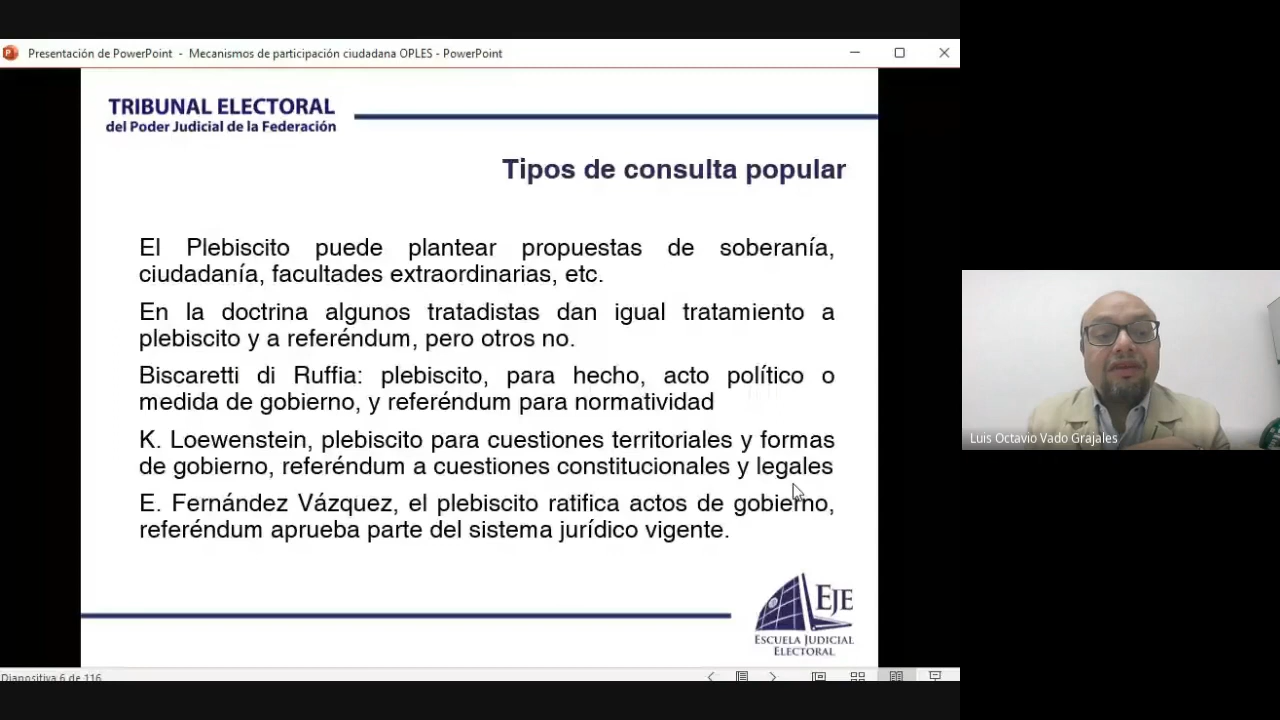 Presentación de PowerPoint - Mecanismos de participación ciudadana OPLES - PowerPoint
TRIBUNAL ELECTORAL
del Poder Judicial de la Federación
Tipos de consulta popular
El Plebiscito puede plantear propuestas de soberanía,
ciudadanía, facultades extraordinarias, etc.
En la doctrina algunos tratadistas dan igual tratamiento a
plebiscito y a referéndum, pero otros no.
Biscaretti di Ruffia: plebiscito, para hecho, acto político o
medida de gobierno, y referéndum para normatividad
K. Loewenstein, plebiscito para cuestiones territoriales y formas
de gobierno, referéndum a cuestiones constitucionales y legales
E. Fernández Vázquez, el plebiscito ratifica actos de gobierno,
referéndum aprueba parte del sistema jurídico vigente.
EJE
ESCUELA JUDICIAL
ELECTORAL
Diapositiva 6 de 116
Luis Octavio Vado Grajales